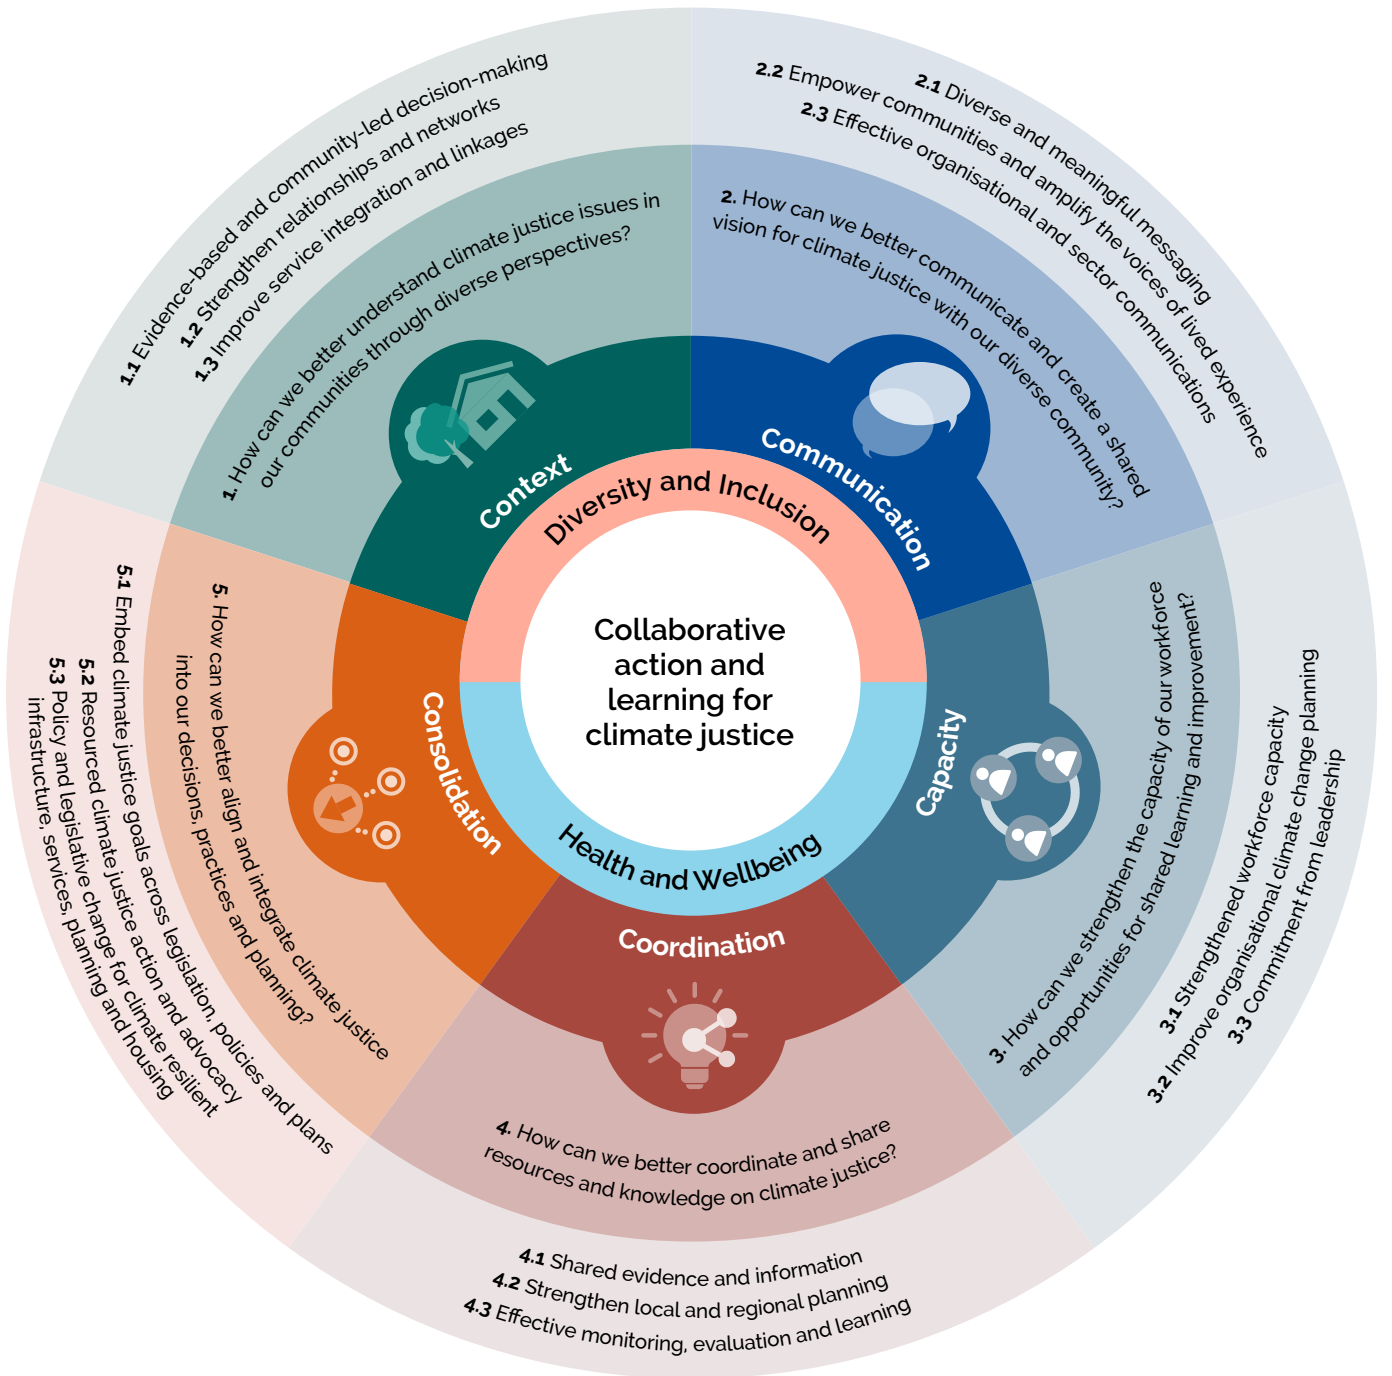 Collaborative
action and
learning for
climate justice
Diversity and Inclusion
Health and Wellbeing
Context
1. How can we better understand climate justice issues in
our communities through diverse perspectives?
1.1 Evidence-based and community-led decision-making
1.2 Strengthen relationships and networks
1.3 Improve service integration and linkages
Communication
2. How can we better communicate and create a shared
vision for climate justice with our diverse community?
2.1 Diverse and meaningful messaging
2.2 Empower communities and amplify the voices of lived experience
2.3 Effective organisational and sector communications
Capacity
3. How can we strengthen the capacity of our workforce
and opportunities for shared learning and improvement?
3.1 Strengthened workforce capacity
3.2 Improve organisational climate change planning
3.3 Commitment from leadership
Coordination
4. How can we better coordinate and share
resources and knowledge on climate justice?
4.1 Shared evidence and information
4.2 Strengthen local and regional planning
4.3 Effective monitoring, evaluation and learning
Consolidation
5. How can we better align and integrate climate justice
into our decisions, practices and planning?
5.1 Embed climate justice goals across legislation, policies and plans
5.2 Resourced climate justice action and advocacy
5.3 Policy and legislative change for climate resilient
infrastructure, services, planning and housing